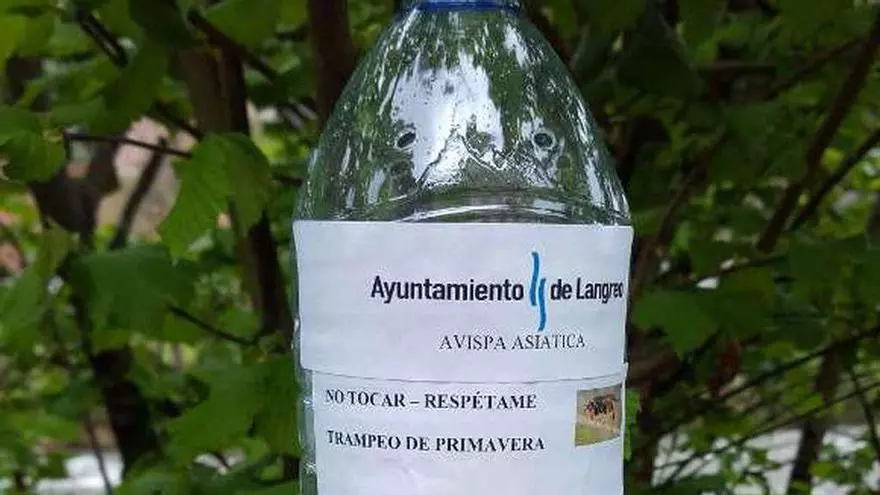 Ayuntamiento de Langreo
AVISPA ASIATICA
NO TOCAR – RESPÉTAME
TRAMPEO DE PRIMAVERA